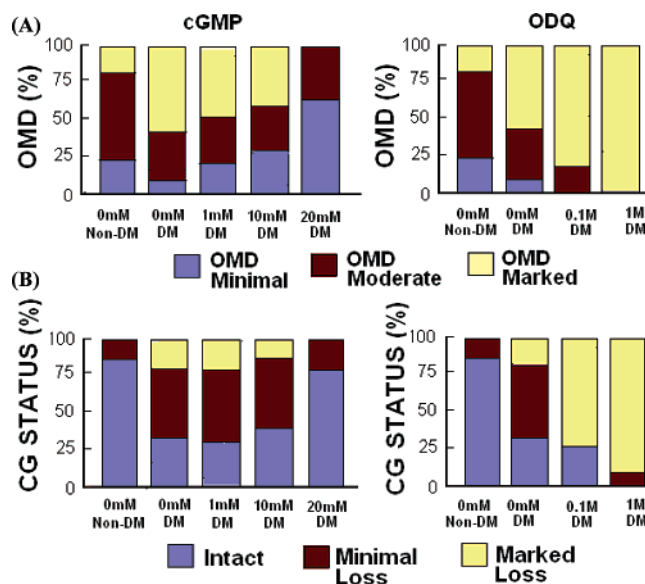 (A)
cGMP
ODQ
OMD (%)
100
75
50
25
0
0mM Non-DM
0mM DM
1mM DM
10mM DM
20mM DM
OMD (%)
100
75
50
25
0
0mM Non-DM
0mM DM
0.1M DM
1M DM
OMD Minimal
OMD Moderate
OMD Marked
(B)
CG STATUS (%)
100
75
50
25
0
0mM Non-DM
0mM DM
1mM DM
10mM DM
20mM DM
CG STATUS (%)
100
75
50
25
0
0mM Non-DM
0mM DM
0.1M DM
1M DM
Intact
Minimal Loss
Marked Loss